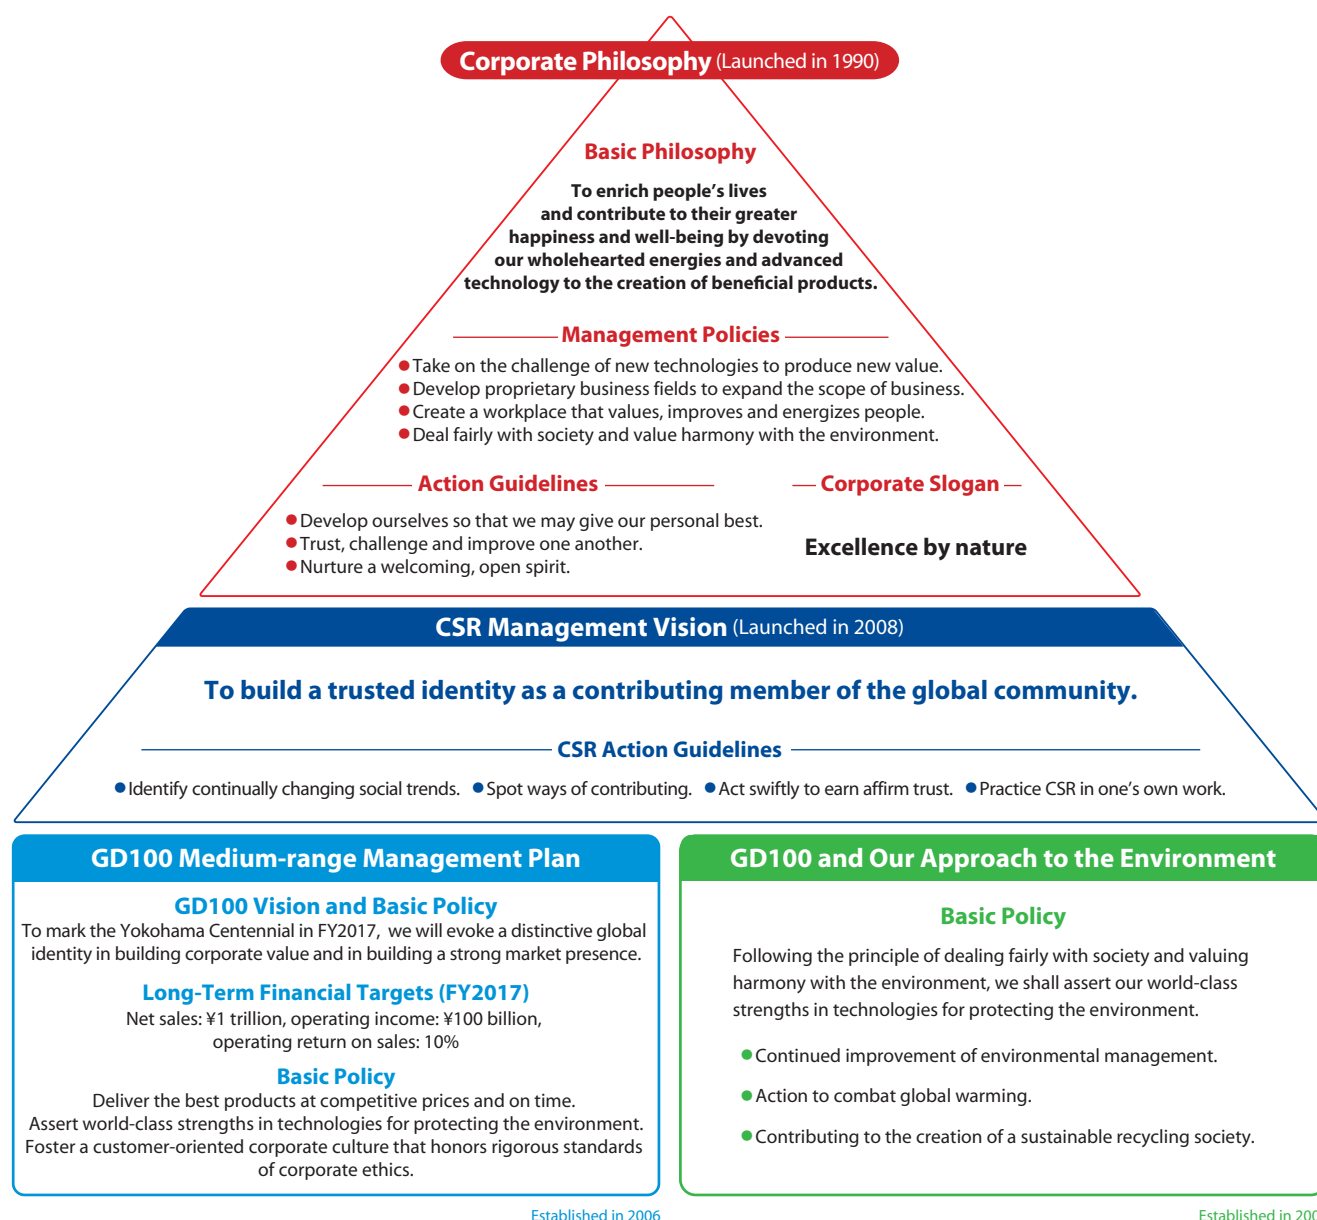 Corporate Philosophy (Launched in 1990)
Basic Philosophy
To enrich people's lives
and contribute to their greater
happiness and well-being by devoting
our wholehearted energies and advanced
technology to the creation of beneficial products.
Management Policies
● Take on the challenge of new technologies to produce new value.
● Develop proprietary business fields to expand the scope of business.
● Create a workplace that values, improves and energizes people.
● Deal fairly with society and value harmony with the environment.
Action Guidelines
● Develop ourselves so that we may give our personal best.
● Trust, challenge and improve one another.
● Nurture a welcoming, open spirit.
Corporate Slogan
Excellence by nature
CSR Management Vision (Launched in 2008)
To build a trusted identity as a contributing member of the global community.
CSR Action Guidelines
● Identify continually changing social trends. ● Spot ways of contributing. ● Act swiftly to earn affirm trust. ● Practice CSR in one's own work.
GD100 Medium-range Management Plan
GD100 Vision and Basic Policy
To mark the Yokohama Centennial in FY2017, we will evoke a distinctive global
identity in building corporate value and in building a strong market presence.
Long-Term Financial Targets (FY2017)
Net sales: ¥1 trillion, operating income: ¥100 billion,
operating return on sales: 10%
Basic Policy
Deliver the best products at competitive prices and on time.
Assert world-class strengths in technologies for protecting the environment.
Foster a customer-oriented corporate culture that honors rigorous standards
of corporate ethics.
Established in 2006
GD100 and Our Approach to the Environment
Basic Policy
Following the principle of dealing fairly with society and valuing
harmony with the environment, we shall assert our world-class
strengths in technologies for protecting the environment.
● Continued improvement of environmental management.
● Action to combat global warming.
● Contributing to the creation of a sustainable recycling society.
Established in